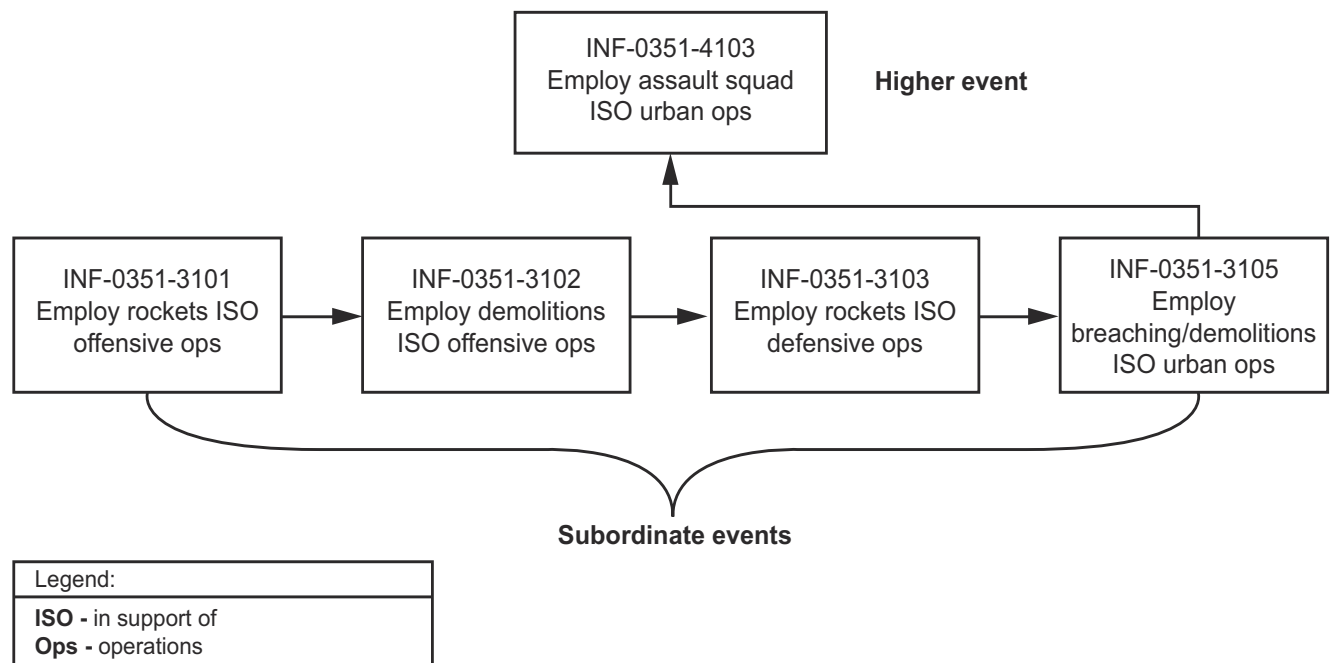 INF-0351-4103
Employ assault squad
ISO urban ops
Higher event
INF-0351-3101
Employ rockets ISO
offensive ops
INF-0351-3102
Employ demolitions
ISO offensive ops
INF-0351-3103
Employ rockets ISO
defensive ops
INF-0351-3105
Employ
breaching/demolitions
ISO urban ops
Subordinate events
Legend:
ISO - in support of
Ops - operations